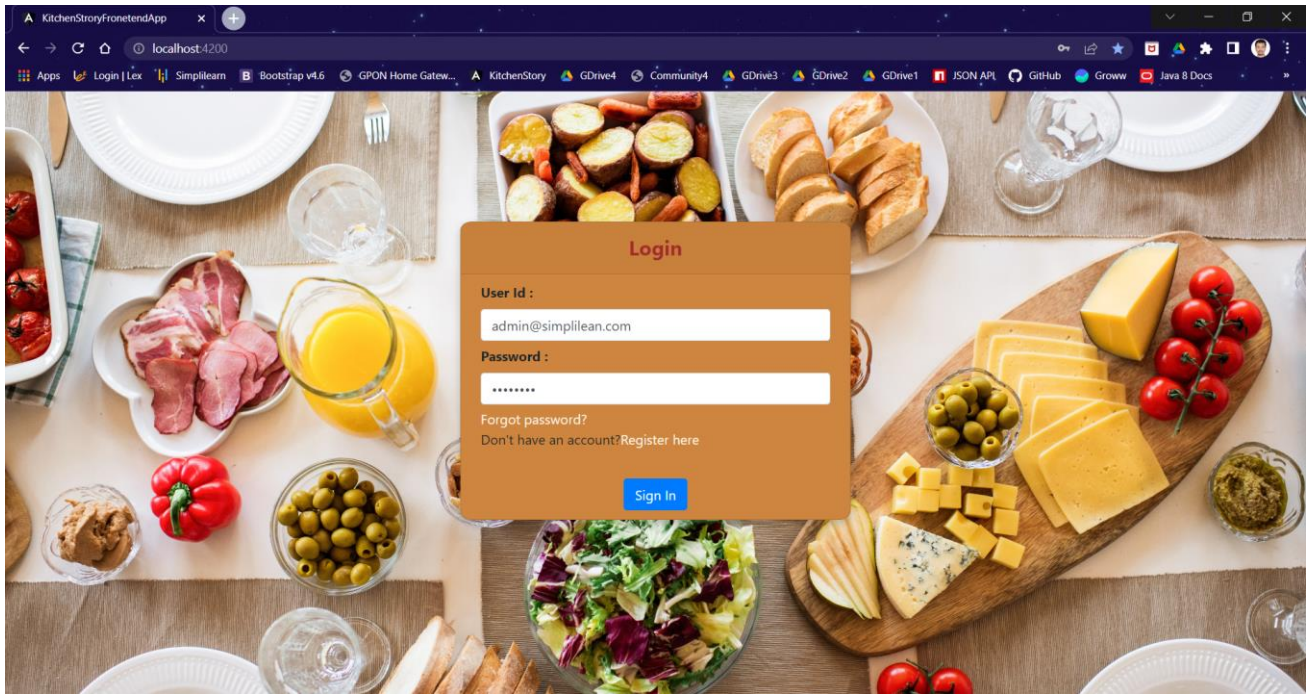 KitchenStroryFronetendApp
localhost:4200
Apps Login | Lex Simplilearn Bootstrap v4.6 GPON Home Gatew... KitchenStory GDrive4 Community4 GDrive3 GDrive2 GDrive1 JSON API, GitHub Groww Java 8 Docs »
Login
User Id :
admin@simplilean.com
Password :
Forgot password?
Don't have an account?Register here
Sign In